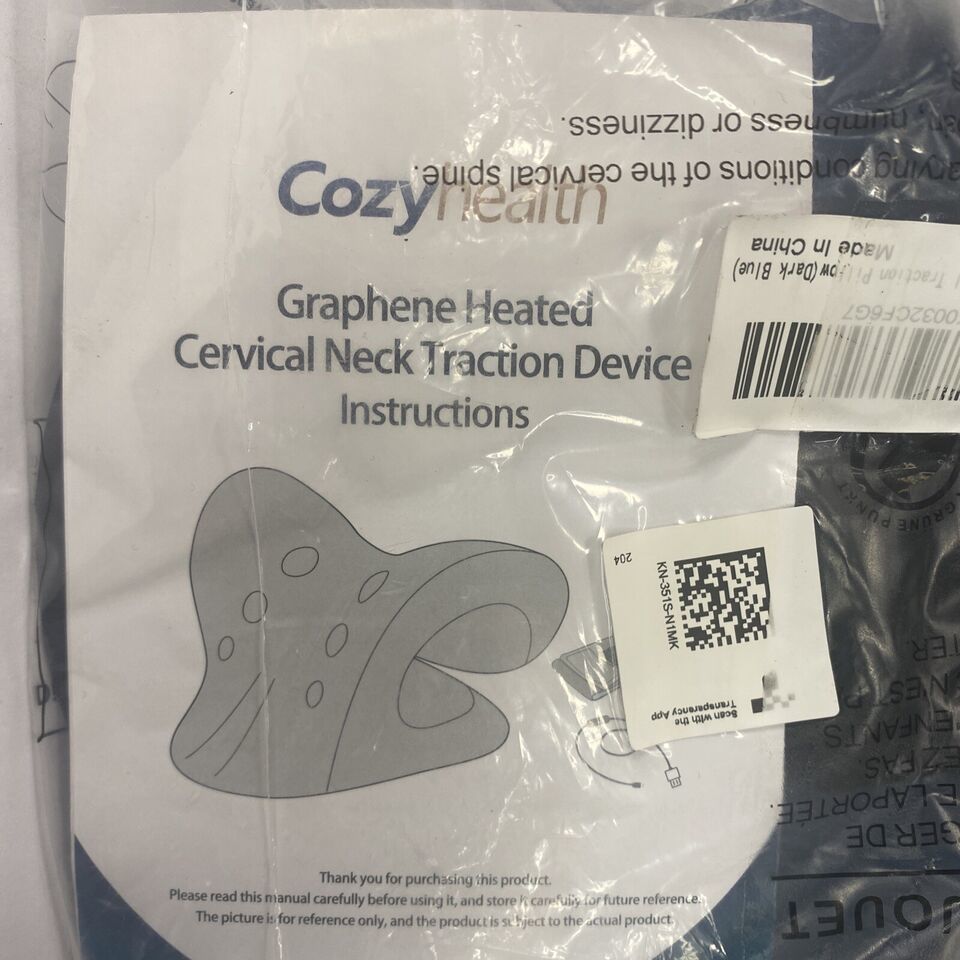 numbness or dizziness.
conditions of the cervical spine.
Cozyhealth
Graphene Heated
Cervical Neck Traction Device
Instructions
Made In China
Traction (Dark Blue)
0032CF6G7
GRÜNE PUNKT
204
KN-351S-N1MK
Scan with the
Transparency App
Thank you for purchasing this product.
Please read this manual carefully before using it, and store it carefully for future reference.
The picture is for reference only, and the product is subject to the actual product.